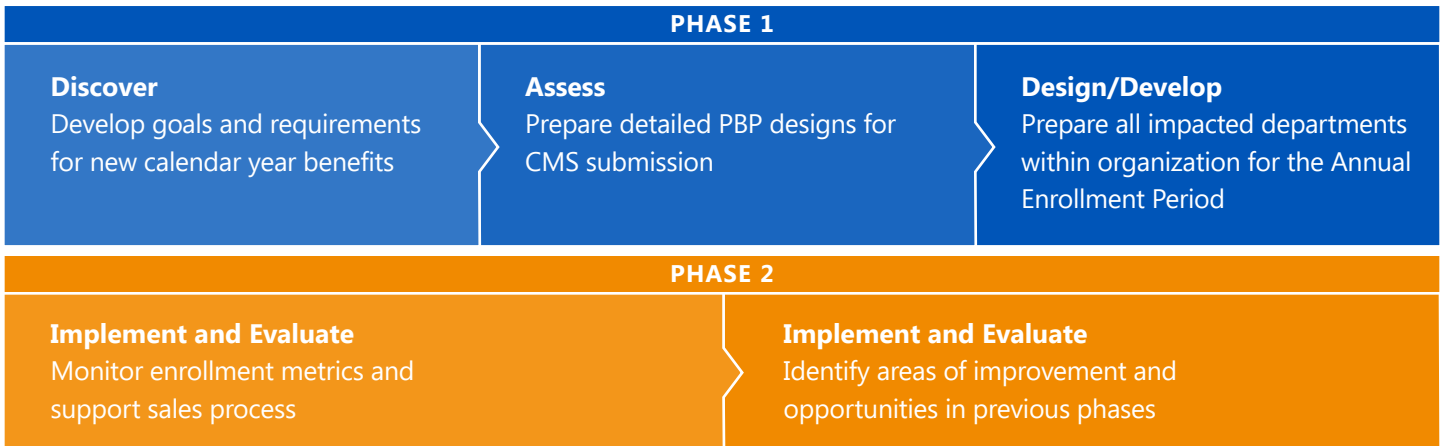 PHASE 1
Discover
Develop goals and requirements
for new calendar year benefits
Assess
Prepare detailed PBP designs for
CMS submission
Design/Develop
Prepare all impacted departments
within organization for the Annual
Enrollment Period
PHASE 2
Implement and Evaluate
Monitor enrollment metrics and
support sales process
Implement and Evaluate
Identify areas of improvement and
opportunities in previous phases